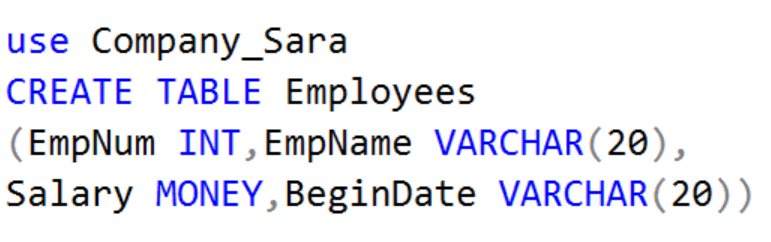 use Company_Sara
CREATE TABLE Employees
(EmpNum INT,EmpName VARCHAR(20),
Salary MONEY,BeginDate VARCHAR(20))